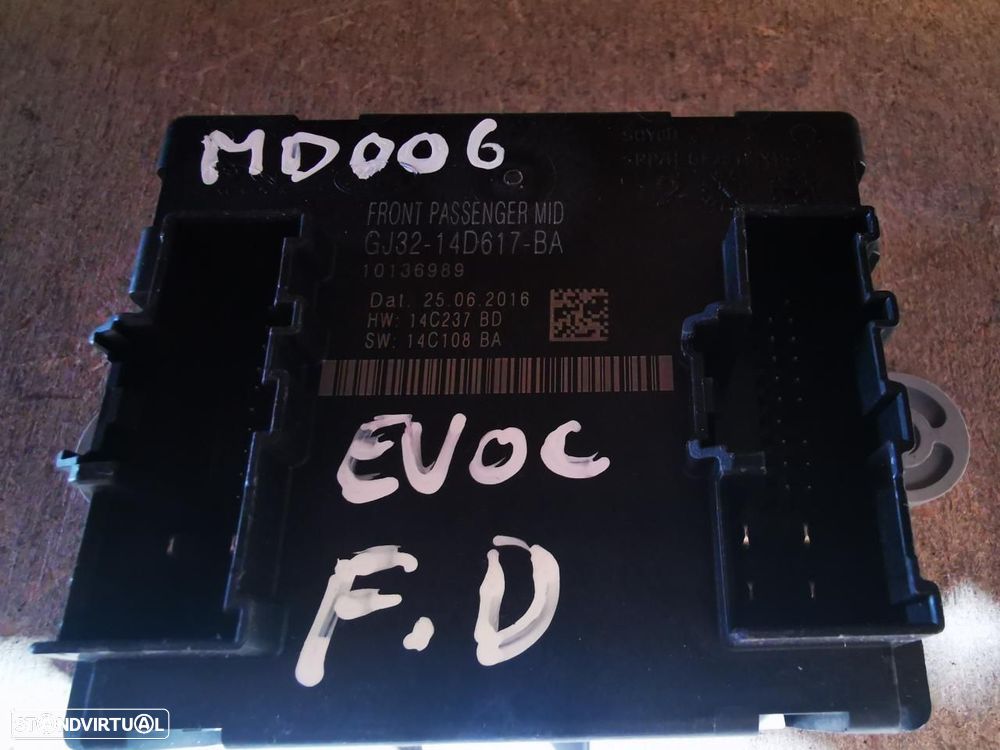 MD006
FRONT PASSENGER MID
GJ32-14D617-BA
10136989
Dat. 25.06.2016
HW: 14C237 BD
SW: 14C108 BA
EVOC
F.D
STANDVIRTUAL